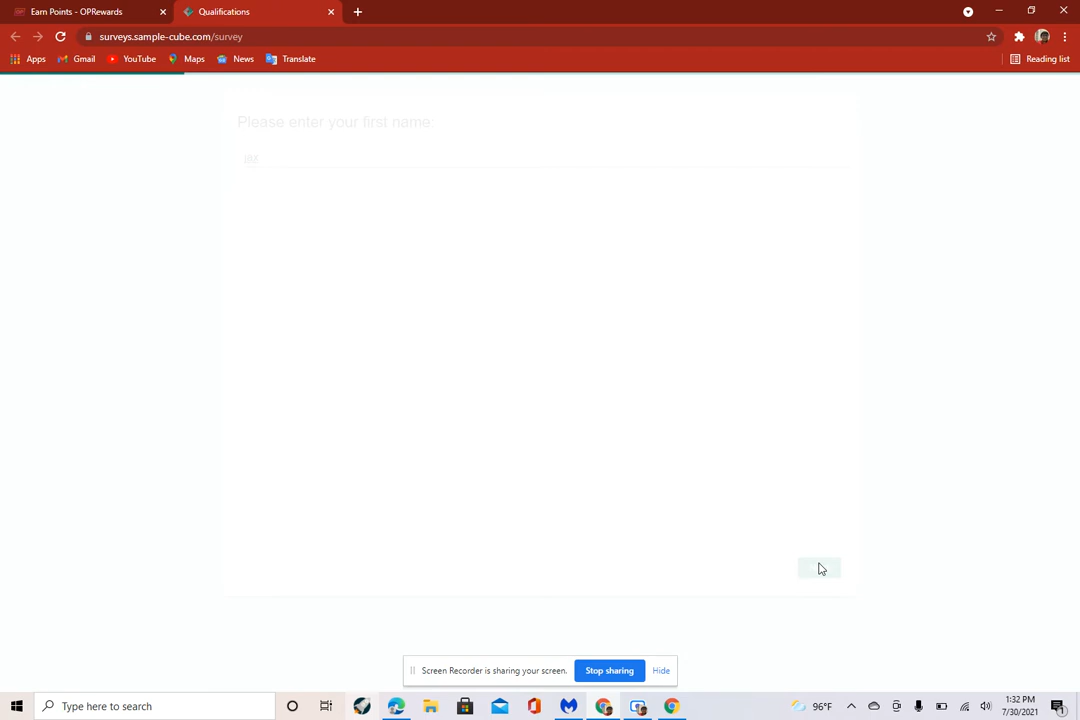 Earn Points - OPRewards
Qualifications
surveys.sample-cube.com/survey
Apps
Gmail
YouTube
Maps
News
Translate
Reading list
Please enter your first name:
Screen Recorder is sharing your screen.
Stop sharing
Hide
Type here to search
96°F
1:32 PM
7/30/2021